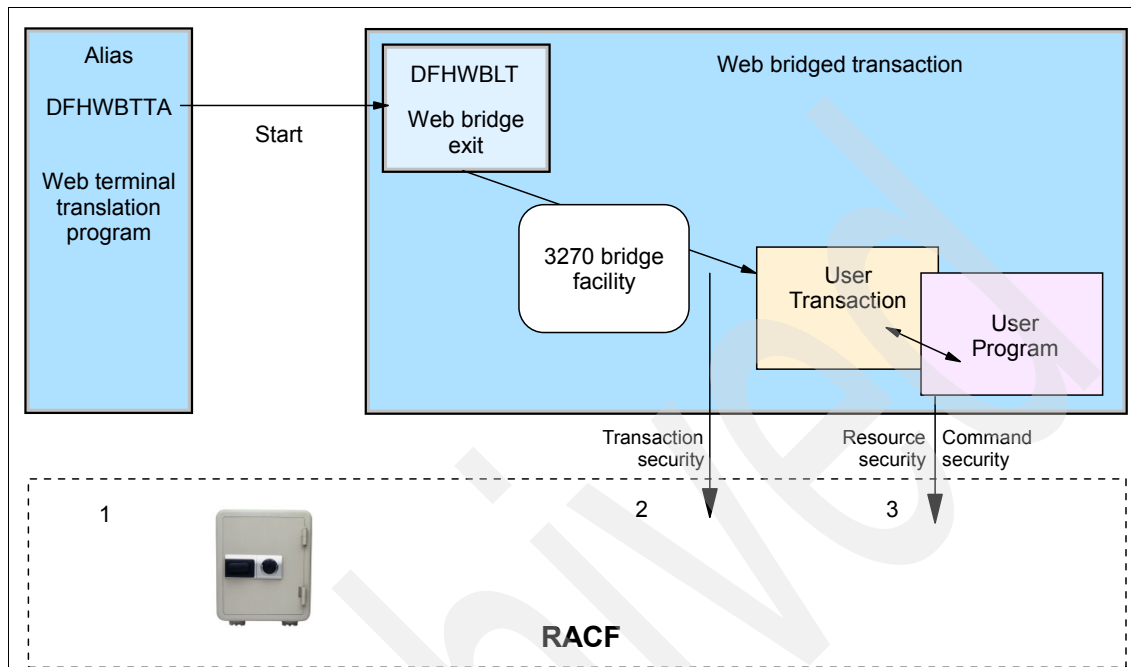 Alias
DFHWBTTA
Web terminal
translation
program
Start
DFHWBLT
Web bridge
exit
Web bridged transaction
3270 bridge
facility
User
Transaction
User
Program
Transaction
security
Resource
security
Command
security
1
2
3
RACF
hived